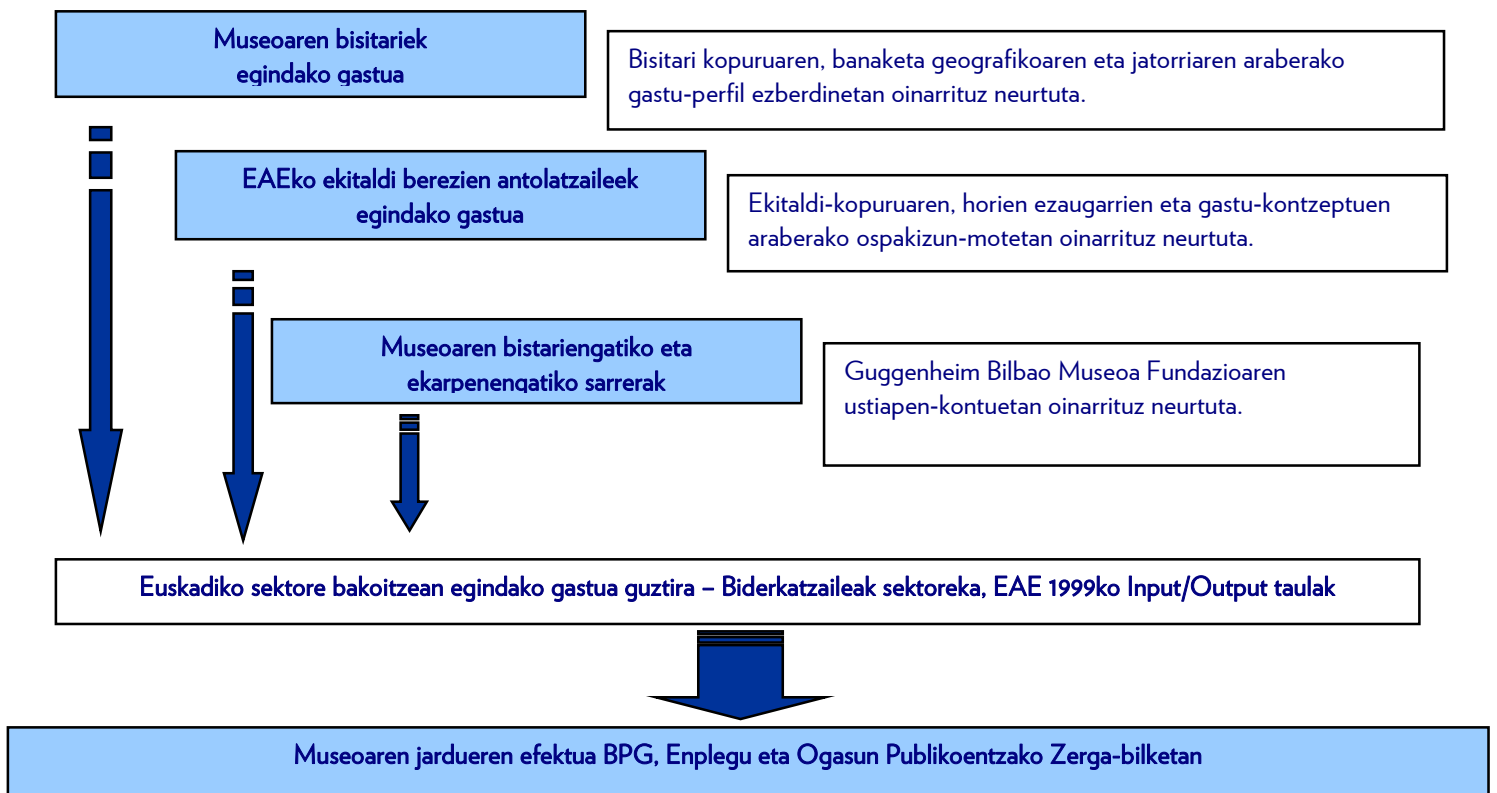 Museoaren bisitariek
egindako gastua
Bisitari kopuruaren, banaketa geografikoaren eta jatorriaren araberako
gastu-perfil ezberdinetan oinarrituz neurtuta.
EAEko ekitaldi berezien antolatzaileek
egindako gastua
Ekitaldi-kopuruaren, horien ezaugarrien eta gastu-kontzeptuen
araberako ospakizun-motetan oinarrituz neurtuta.
Museoaren bistariengatiko eta
ekarpenengatiko sarrerak
Guggenheim Bilbao Museoa Fundazioaren
ustiapen-kontuetan oinarrituz neurtuta.
Euskadiko sektore bakoitzean egindako gastua guztira – Biderkatzaileak sektoreka, EAE 1999ko Input/Output taulak
Museoaren jardueren efektua BPG, Enplegu eta Ogasun Publikoentzako Zerga-bilketan